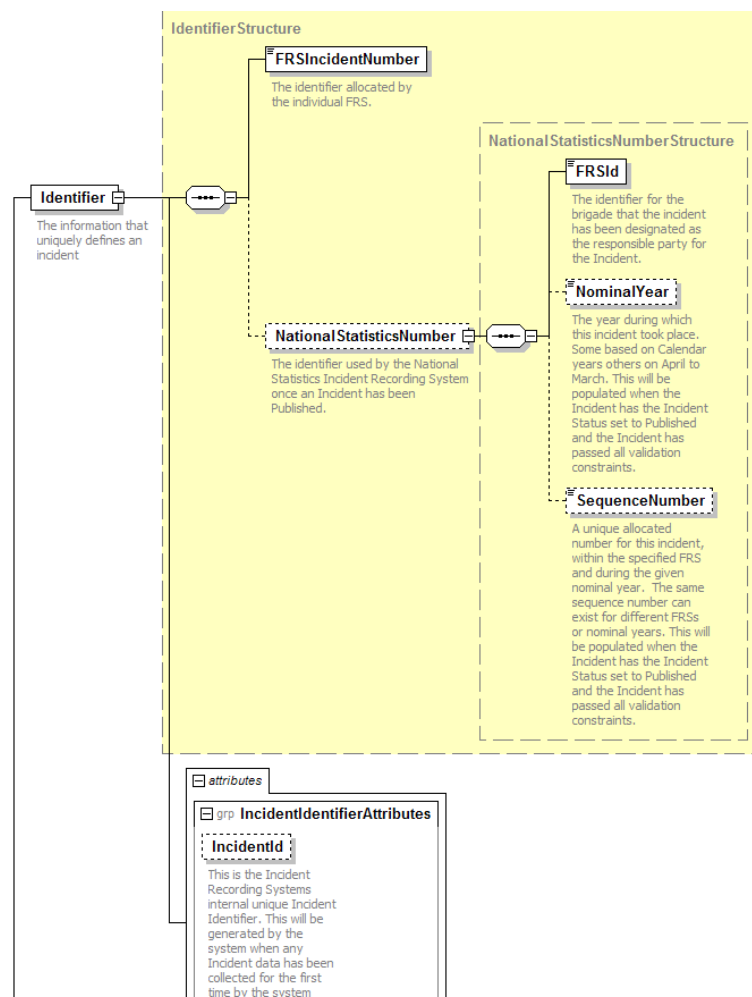 IdentifierStructure
FRSIncidentNumber
The identifier allocated by
the individual FRS.
NationalStatisticsNumberStructure
FRSId
The identifier for the
brigade that the incident
has been designated as
the responsible party for
the Incident.
Identifier
The information that
uniquely defines an
incident
NominalYear
The year during which
this incident took place.
Some based on Calendar
years others on April to
March. This will be
populated when the
Incident has the Incident
Status set to Published
and the Incident has
passed all validation
constraints.
NationalStatisticsNumber
The identifier used by the National
Statistics Incident Recording System
once an Incident has been
Published.
SequenceNumber
A unique allocated
number for this incident,
within the specified FRS
and during the given
nominal year.  The same
sequence number can
exist for different FRSs
or nominal years. This will
be populated when the
Incident has the Incident
Status set to Published
and the Incident has
passed all validation
constraints.
attributes
grp IncidentIdentifierAttributes
IncidentId
This is the Incident
Recording Systems
internal unique Incident
Identifier. This will be
generated by the
system when any
Incident data has been
collected for the first
time by the system